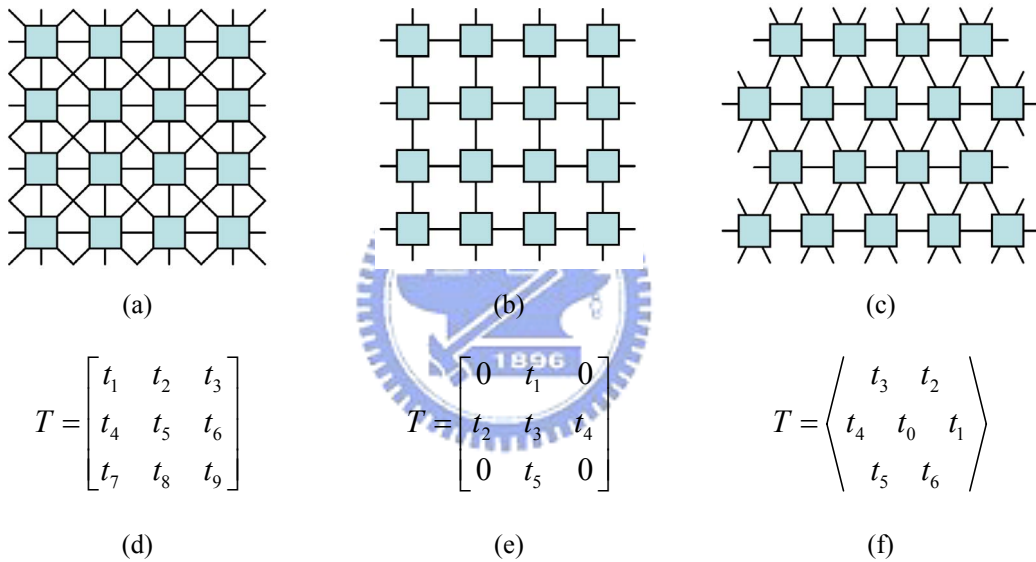 (a) (b) (c)
1896
T = [ t₁ t₂ t₃
t₄ t₅ t₆
t₇ t₈ t₉ ]
T = [ 0 t₁ 0
t₂ t₃ t₄
0 t₅ 0 ]
T = ⟨ t₃ t₂
t₄ t₀ t₁
t₅ t₆ ⟩
(d) (e) (f)